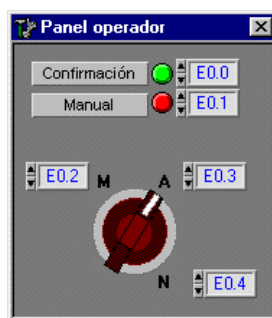 Panel operador
Confirmación E0.0
Manual E0.1
E0.2 M A E0.3
N E0.4